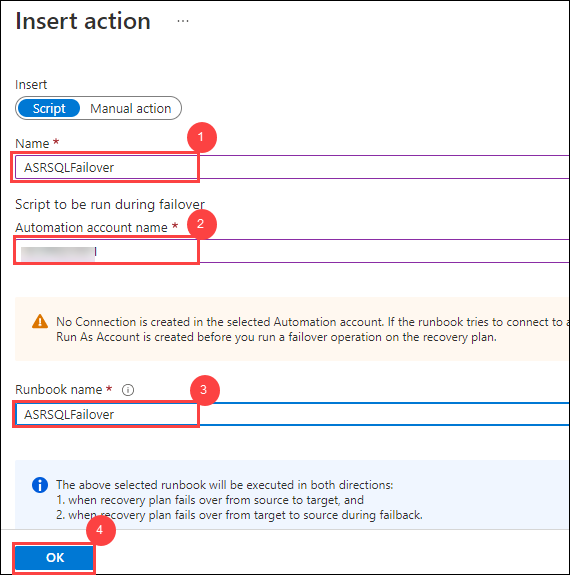 Insert action ...
Insert
Script Manual action
1
Name *
ASRSQLFailover
Script to be run during failover
2
Automation account name *
No Connection is created in the selected Automation account. If the runbook tries to connect to a
Run As Account is created before you run a failover operation on the recovery plan.
3
Runbook name *
ASRSQLFailover
The above selected runbook will be executed in both directions:
1. when recovery plan fails over from source to target, and
2. when recovery plan fails over from target to source during failback.
4
OK